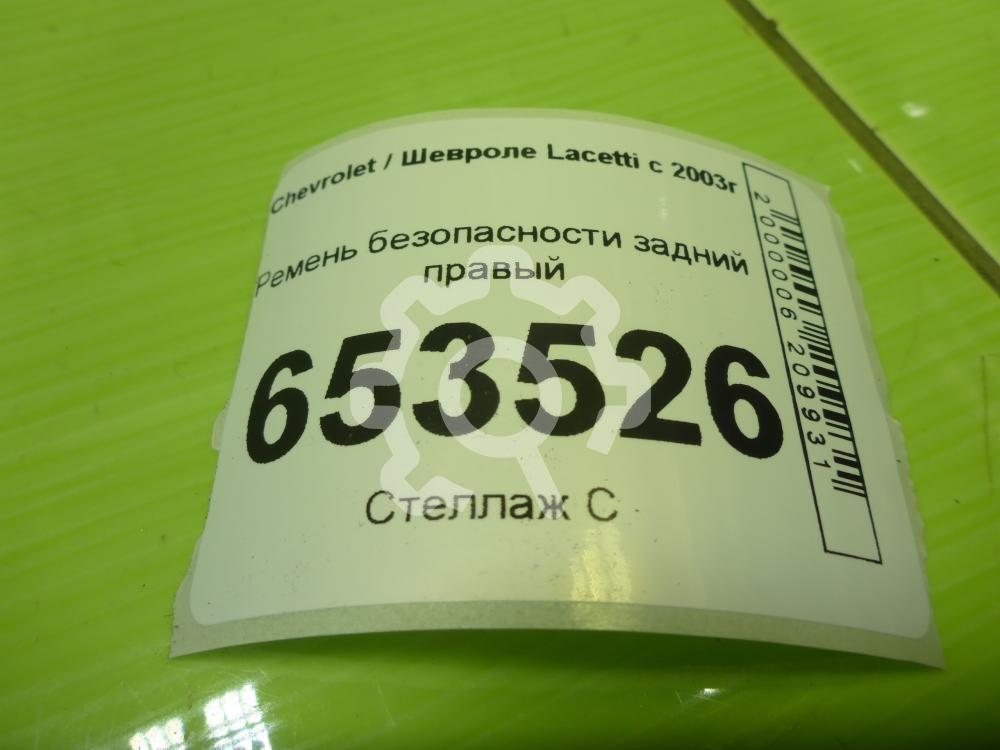 Chevrolet / Шевроле Lacetti с 2003г
Ремень безопасности задний
правый
653526
Стеллаж С
2000006209931